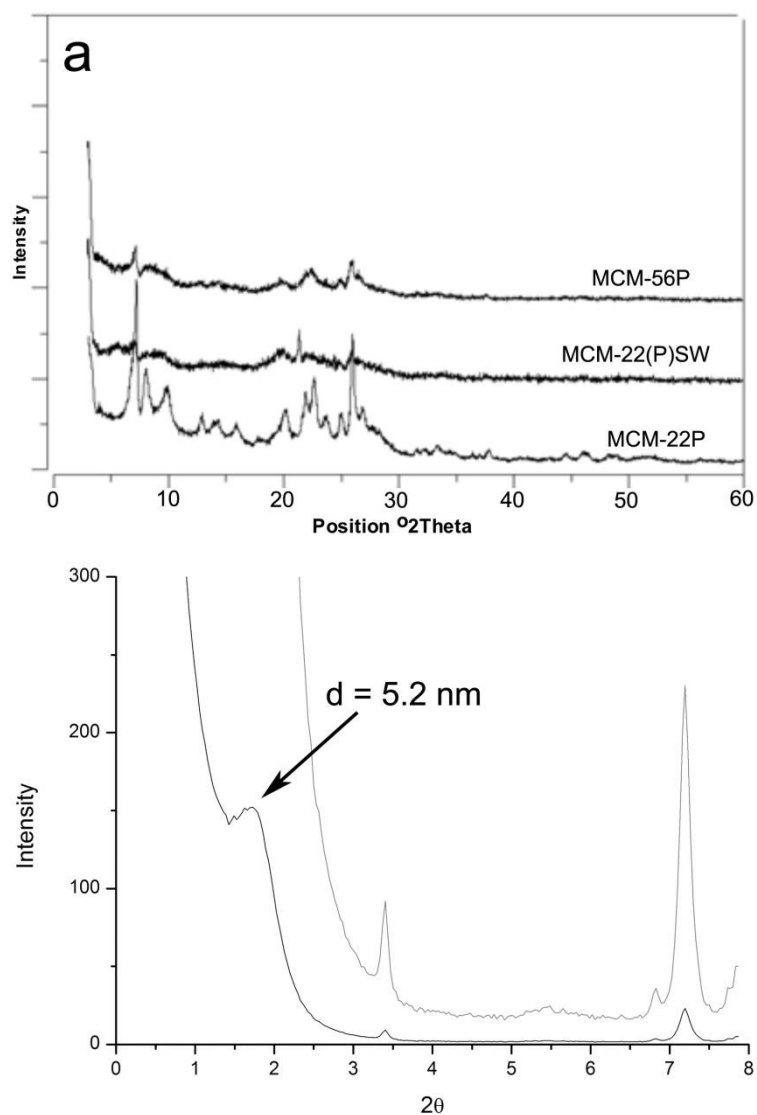 a
Intensity
MCM-56P
MCM-22(P)SW
MCM-22P
0 10 20 30 40 50 60
Position º2Theta
300
200
100
0
d = 5.2 nm
Intensity
0 1 2 3 4 5 6 7 8
2θ